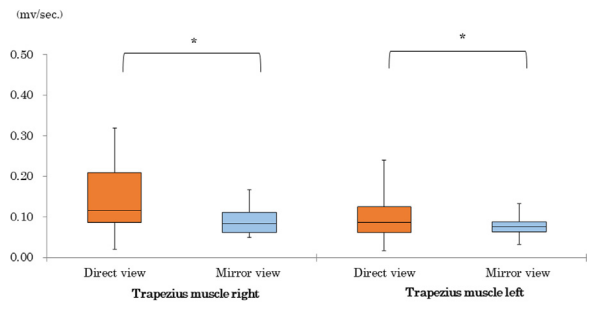 (mv/sec.)
* *
0.50
0.40
0.30
0.20
0.10
0.00
Direct view Mirror view Direct view Mirror view
Trapezius muscle right Trapezius muscle left